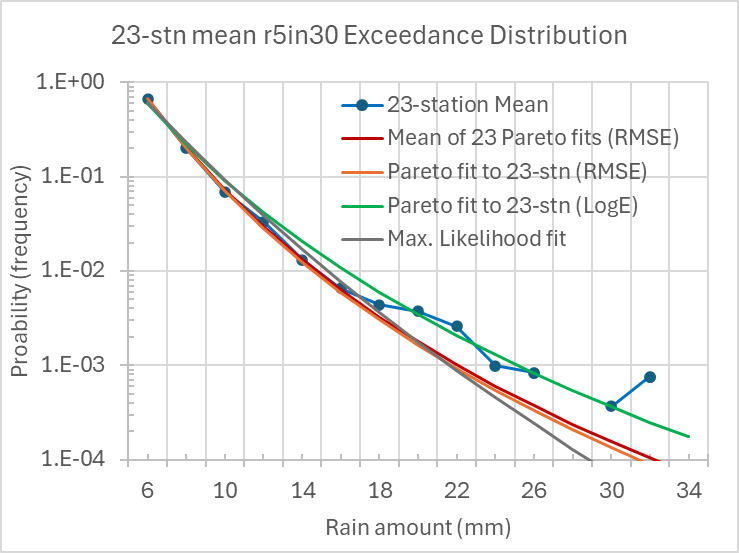 23-stn mean r5in30 Exceedance Distribution
1.E+00
1.E-01
1.E-02
1.E-03
1.E-04
Proability (frequency)
23-station Mean
Mean of 23 Pareto fits (RMSE)
Pareto fit to 23-stn (RMSE)
Pareto fit to 23-stn (LogE)
Max. Likelihood fit
6 10 14 18 22 26 30 34
Rain amount (mm)